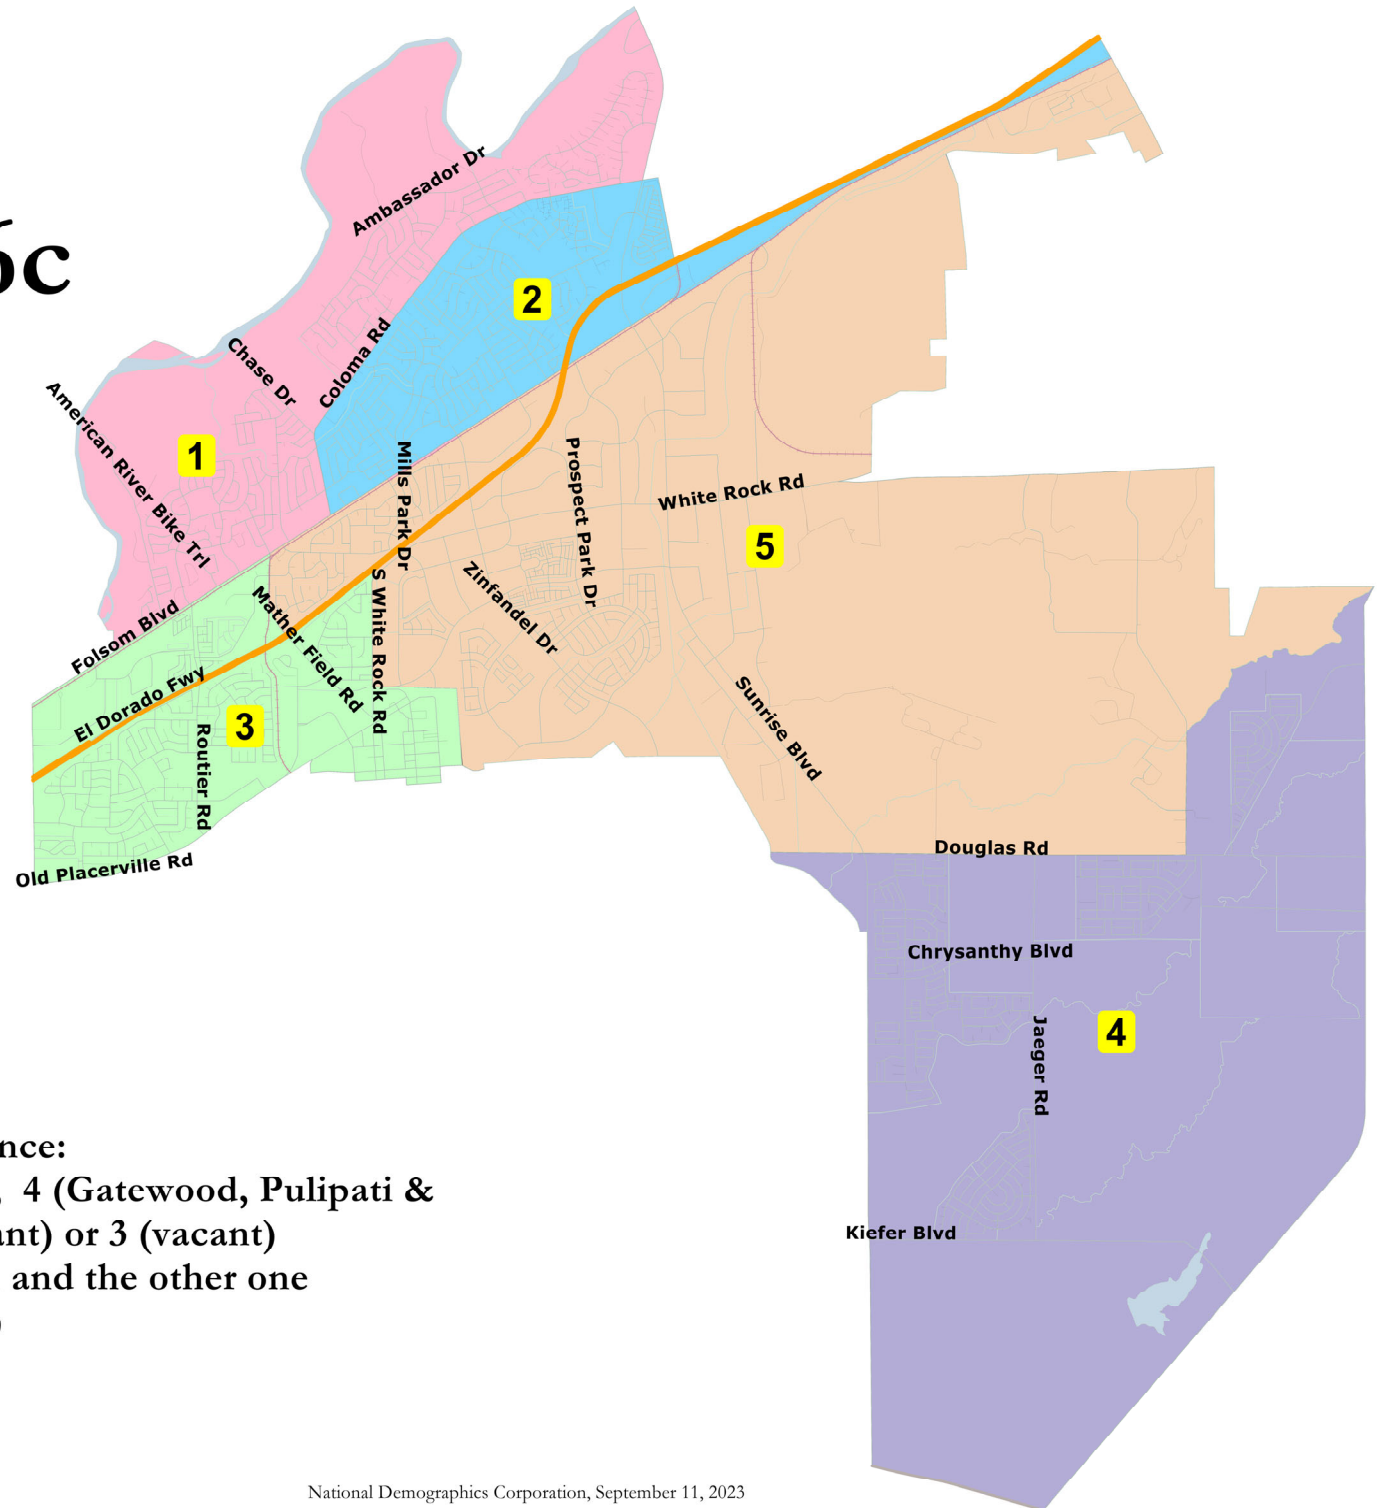 6c
Ambassador Dr
2
Chase Dr
Coloma Rd
American River Bike Trl
1
Mills Park Dr
Prospect Park Dr
White Rock Rd
5
Zinfandel Dr
S White Rock Rd
Folsom Blvd
Mather Field Rd
El Dorado Fwy
3
Routier Rd
Sunrise Blvd
Old Placerville Rd
Douglas Rd
Chrysanthy Blvd
4
Jaeger Rd
Kiefer Blvd
nce:
, 4 (Gatewood, Pulipati &
ant) or 3 (vacant)
and the other one
)
National Demographics Corporation, September 11, 2023